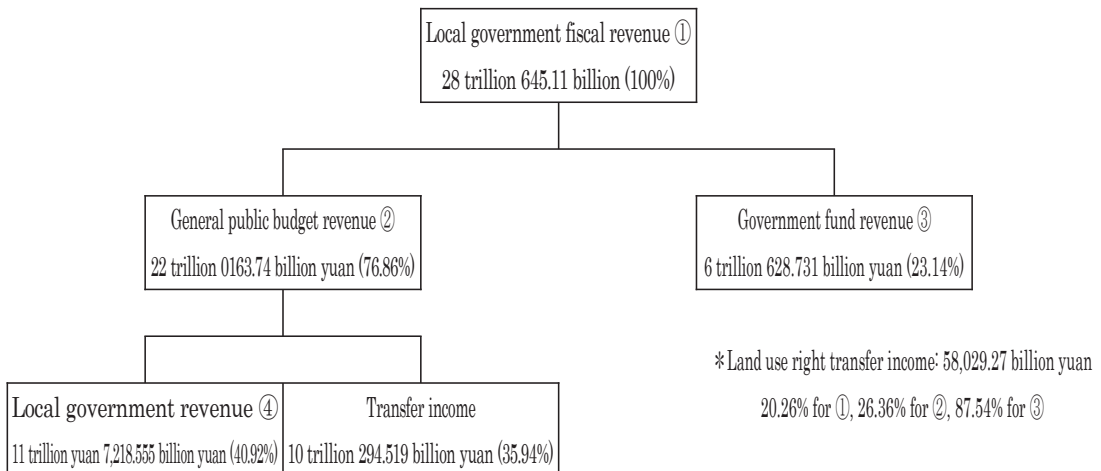 Local government fiscal revenue ①
28 trillion 645.11 billion (100%)
General public budget revenue ②
22 trillion 0163.74 billion yuan (76.86%)
Government fund revenue ③
6 trillion 628.731 billion yuan (23.14%)
Local government revenue ④
11 trillion yuan 7,218.555 billion yuan (40.92%)
Transfer income
10 trillion 294.519 billion yuan (35.94%)
*Land use right transfer income: 58,029.27 billion yuan
20.26% for ①, 26.36% for ②, 87.54% for ③